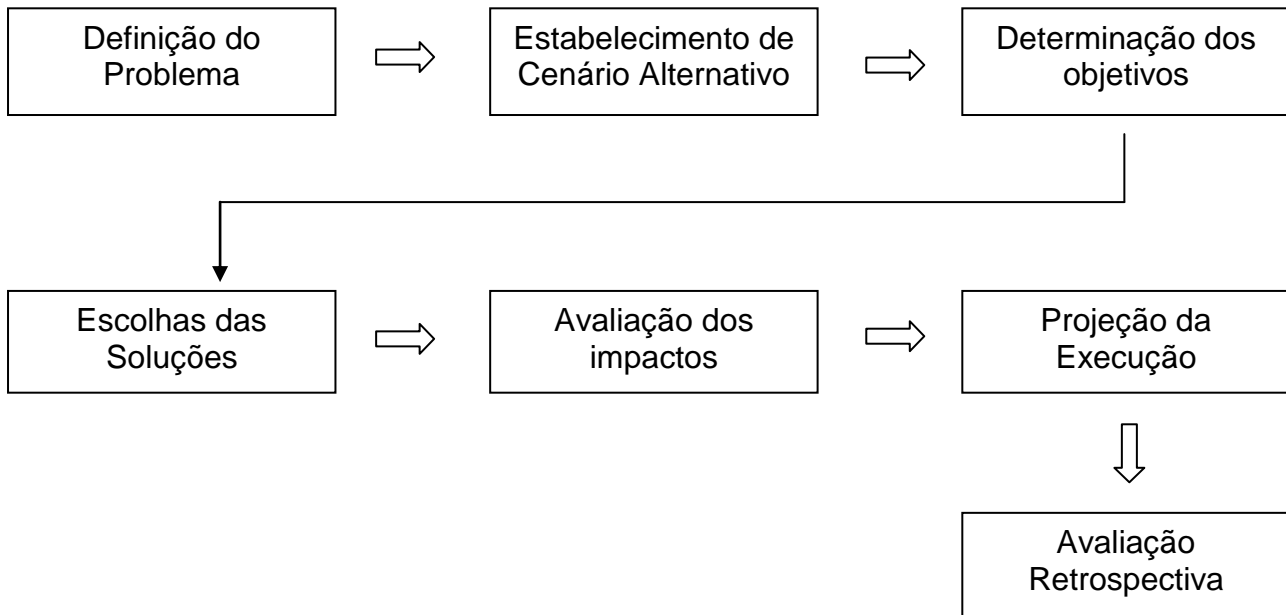 Definição do
Problema
Estabelecimento de
Cenário Alternativo
Determinação dos
objetivos
Escolhas das
Soluções
Avaliação dos
impactos
Projeção da
Execução
Avaliação
Retrospectiva